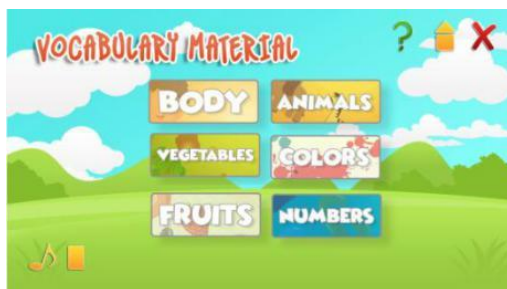 VOCABULARY MATERIAL
?
X
BODY
ANIMALS
VEGETABLES
COLORS
FRUITS
NUMBERS